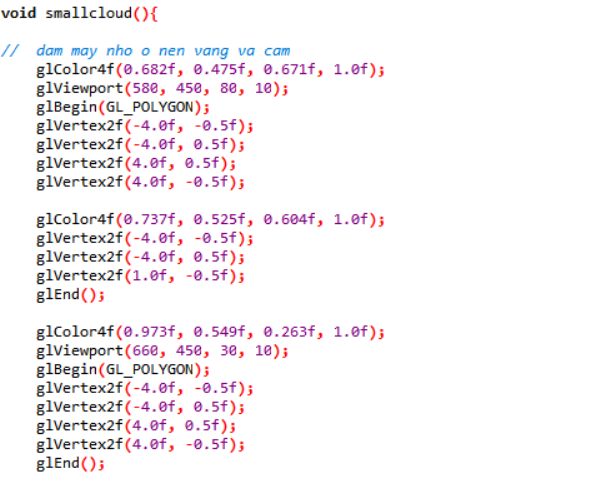 void smallcloud(){
// dam may nho o nen vang va cam
glColor4f(0.682f, 0.475f, 0.671f, 1.0f);
glViewport(580, 450, 80, 10);
glBegin(GL_POLYGON);
glVertex2f(-4.0f, -0.5f);
glVertex2f(-4.0f, 0.5f);
glVertex2f(4.0f, 0.5f);
glVertex2f(4.0f, -0.5f);
glColor4f(0.737f, 0.525f, 0.604f, 1.0f);
glVertex2f(-4.0f, -0.5f);
glVertex2f(-4.0f, 0.5f);
glVertex2f(1.0f, -0.5f);
glEnd();
glColor4f(0.973f, 0.549f, 0.263f, 1.0f);
glViewport(660, 450, 30, 10);
glBegin(GL_POLYGON);
glVertex2f(-4.0f, -0.5f);
glVertex2f(-4.0f, 0.5f);
glVertex2f(4.0f, 0.5f);
glVertex2f(4.0f, -0.5f);
glEnd();